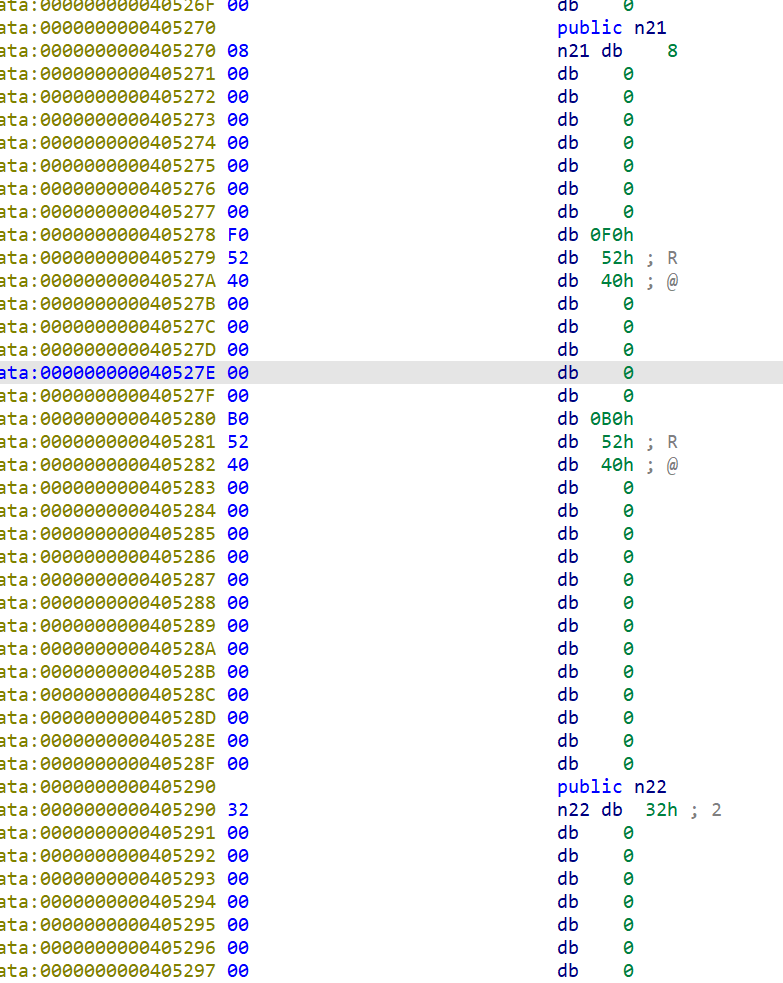 ata:000000000040526F 00 db 0
ata:0000000000405270 public n21
ata:0000000000405270 08 n21 db 8
ata:0000000000405271 00 db 0
ata:0000000000405272 00 db 0
ata:0000000000405273 00 db 0
ata:0000000000405274 00 db 0
ata:0000000000405275 00 db 0
ata:0000000000405276 00 db 0
ata:0000000000405277 00 db 0
ata:0000000000405278 F0 db 0F0h
ata:0000000000405279 52 db 52h ; R
ata:000000000040527A 40 db 40h ; @
ata:000000000040527B 00 db 0
ata:000000000040527C 00 db 0
ata:000000000040527D 00 db 0
ata:000000000040527E 00 db 0
ata:000000000040527F 00 db 0
ata:0000000000405280 B0 db 0B0h
ata:0000000000405281 52 db 52h ; R
ata:0000000000405282 40 db 40h ; @
ata:0000000000405283 00 db 0
ata:0000000000405284 00 db 0
ata:0000000000405285 00 db 0
ata:0000000000405286 00 db 0
ata:0000000000405287 00 db 0
ata:0000000000405288 00 db 0
ata:0000000000405289 00 db 0
ata:000000000040528A 00 db 0
ata:000000000040528B 00 db 0
ata:000000000040528C 00 db 0
ata:000000000040528D 00 db 0
ata:000000000040528E 00 db 0
ata:000000000040528F 00 db 0
ata:0000000000405290 public n22
ata:0000000000405290 32 n22 db 32h ; 2
ata:0000000000405291 00 db 0
ata:0000000000405292 00 db 0
ata:0000000000405293 00 db 0
ata:0000000000405294 00 db 0
ata:0000000000405295 00 db 0
ata:0000000000405296 00 db 0
ata:0000000000405297 00 db 0